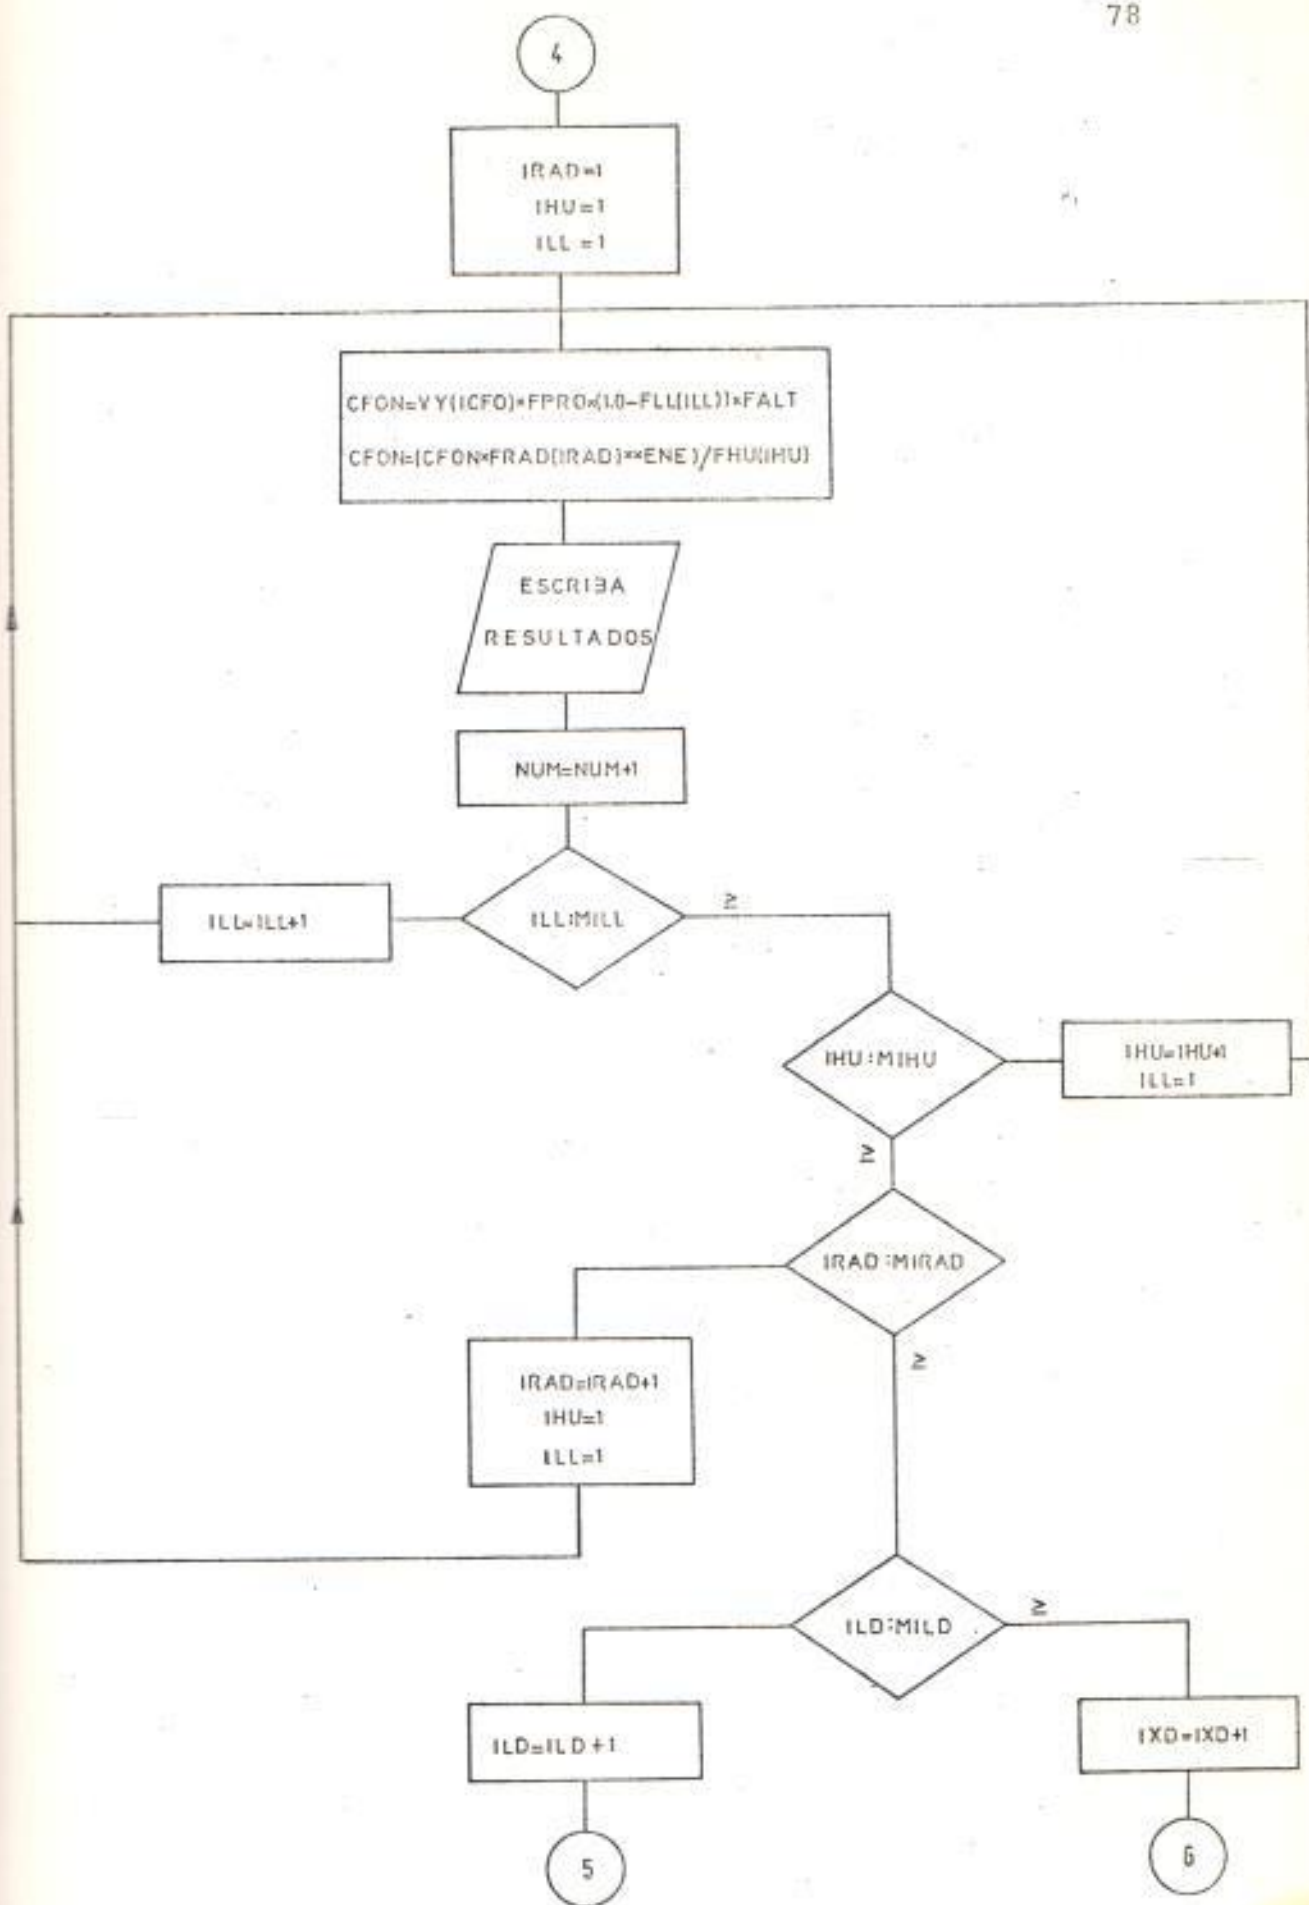 78
4
IRAD=1
IHU=1
ILL=1
CFON=VY(ICFO)*FPRO*(1.0-FLL(ILL))*FALT
CFON=(CFON*FRAD(IRAD)**ENE)/FHU(IHU)
ESCRIBA
RESULTADOS
NUM=NUM+1
ILL=ILL+1
ILL:MILL
≥
IHU:MIHU
IHU=IHU+1
ILL=1
≥
IRAD:MIRAD
≥
IRAD=IRAD+1
IHU=1
ILL=1
ILD:MILD
≥
ILD=ILD+1
IXD=IXD+1
5
6